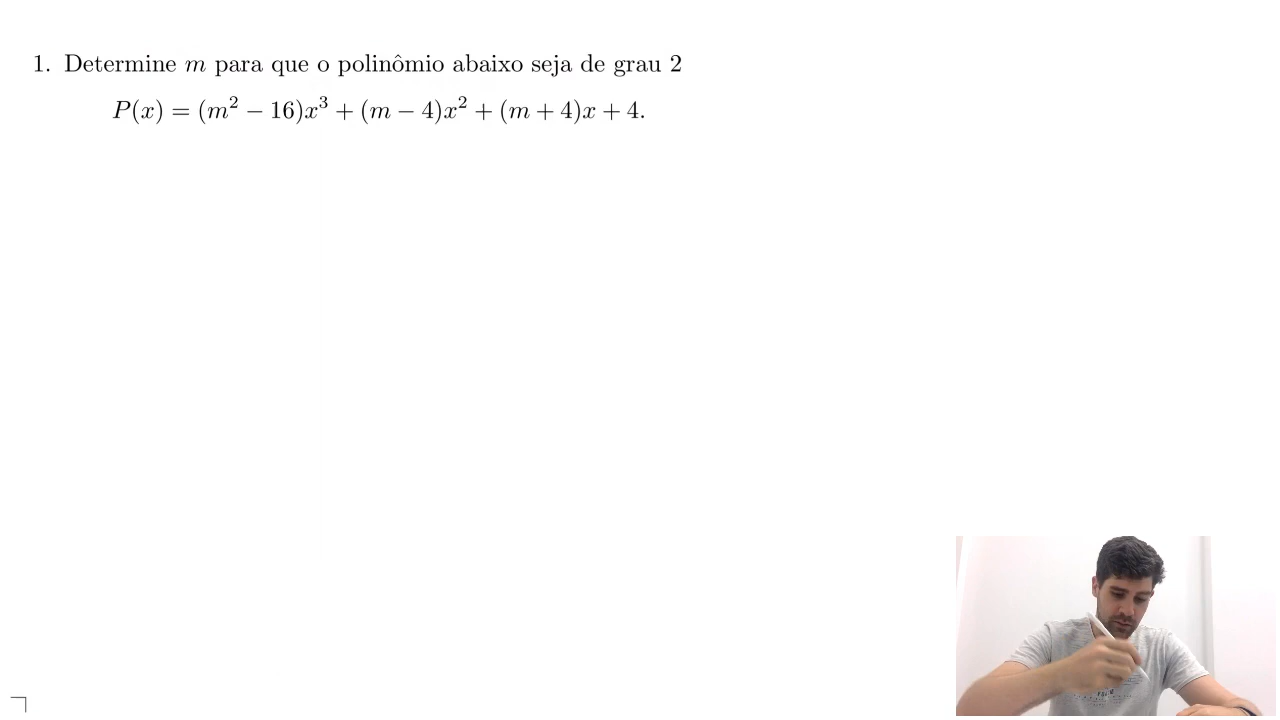 1. Determine m para que o polinômio abaixo seja de grau 2
P(x) = (m² − 16)x³ + (m − 4)x² + (m + 4)x + 4.